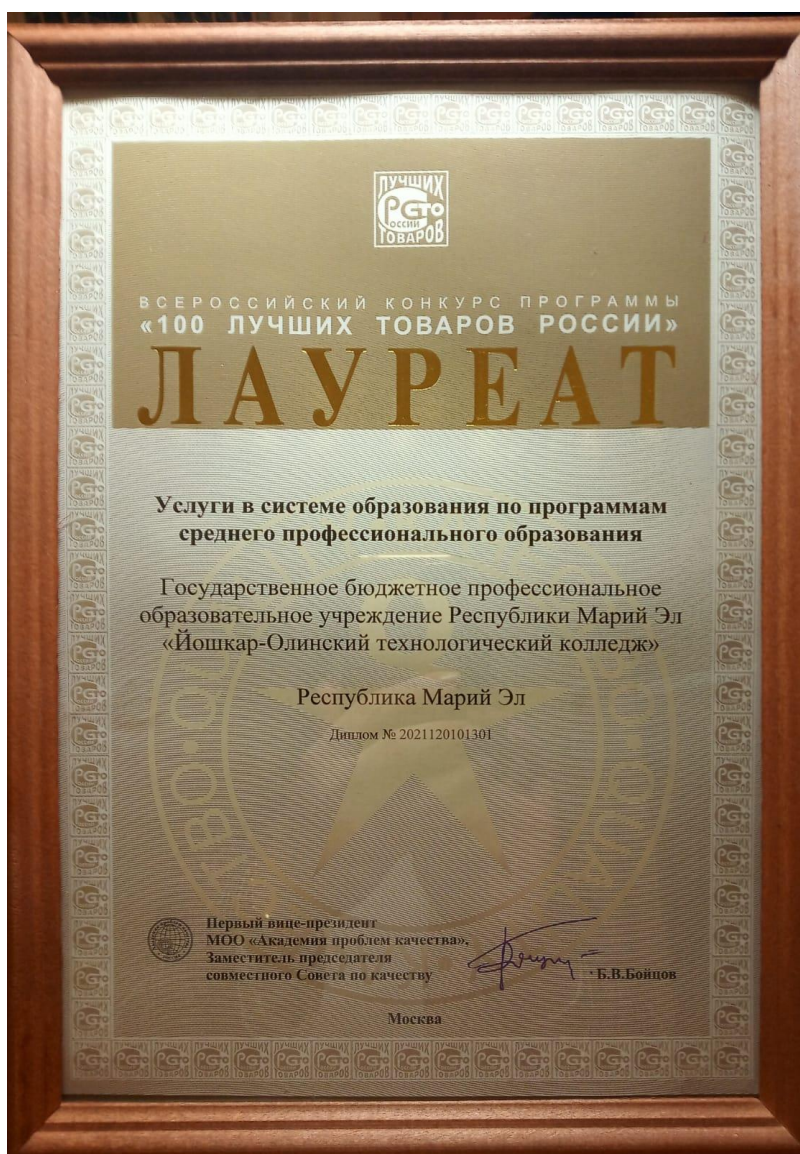 ЛУЧШИХ
РСТО
РОССИИ
ТОВАРОВ
ВСЕРОССИЙСКИЙ КОНКУРС ПРОГРАММЫ
«100 ЛУЧШИХ ТОВАРОВ РОССИИ»
ЛАУРЕАТ
Услуги в системе образования по программам
среднего профессионального образования
Государственное бюджетное профессиональное
образовательное учреждение Республики Марий Эл
«Йошкар-Олинский технологический колледж»
Республика Марий Эл
Диплом № 2021120101301
Первый вице-президент
МОО «Академия проблем качества»,
Заместитель председателя
совместного Совета по качеству
Б.В.Бойцов
Москва